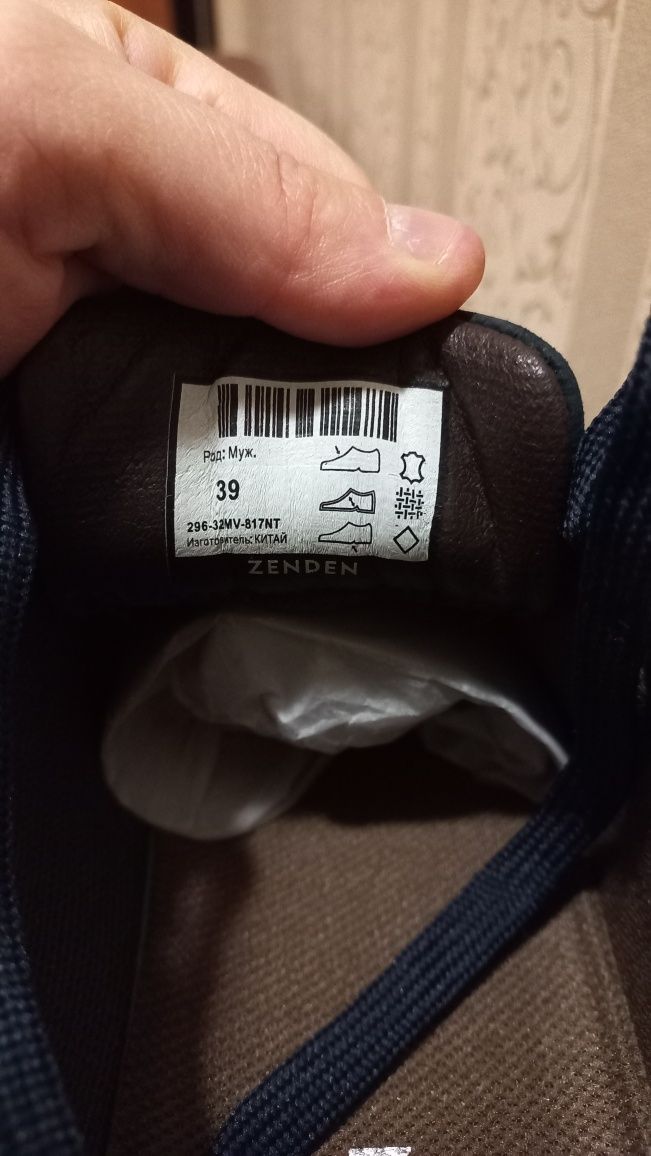 Род: Муж.
39
296-32MV-817NT
Изготовитель: КИТАЙ
ZENDEN